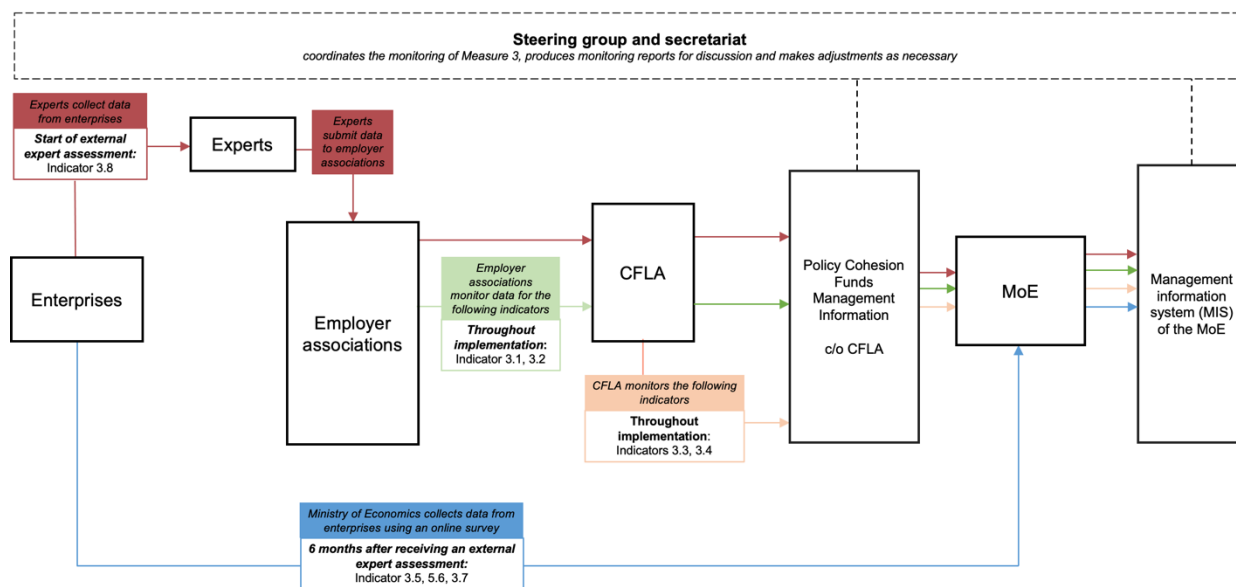 Steering group and secretariat
coordinates the monitoring of Measure 3, produces monitoring reports for discussion and makes adjustments as necessary
Experts collect data
from enterprises
Start of external
expert assessment:
Indicator 3.8
Experts
Experts
submit data
to employer
associations
Enterprises
Employer
associations
Employer
associations
monitor data for the
following indicators
Throughout
implementation:
Indicator 3.1, 3.2
CFLA
CFLA monitors the following
indicators
Throughout
implementation:
Indicators 3.3, 3.4
Policy Cohesion
Funds
Management
Information
c/o CFLA
MoE
Management
information
system (MIS)
of the MoE
Ministry of Economics collects data from
enterprises using an online survey
6 months after receiving an external
expert assessment:
Indicator 3.5, 5.6, 3.7